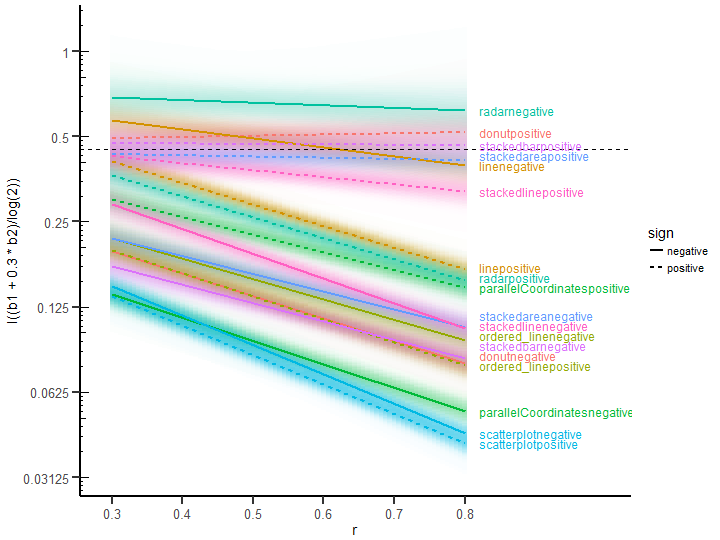 1
0.5
0.25
0.125
0.0625
0.03125
I((b1 + 0.3 * b2)/log(2))
0.3
0.4
0.5
0.6
0.7
0.8
r
radarnegative
donutpositive
stackedbarpositive
stackedareapositive
linenegative
stackedlinepositive
linepositive
radarpositive
parallelCoordinatespositive
stackedareanegative
stackedlinenegative
ordered_linenegative
stackedbarnegative
donutnegative
ordered_linepositive
parallelCoordinatesnegative
scatterplotnegative
scatterplotpositive
sign
negative
positive